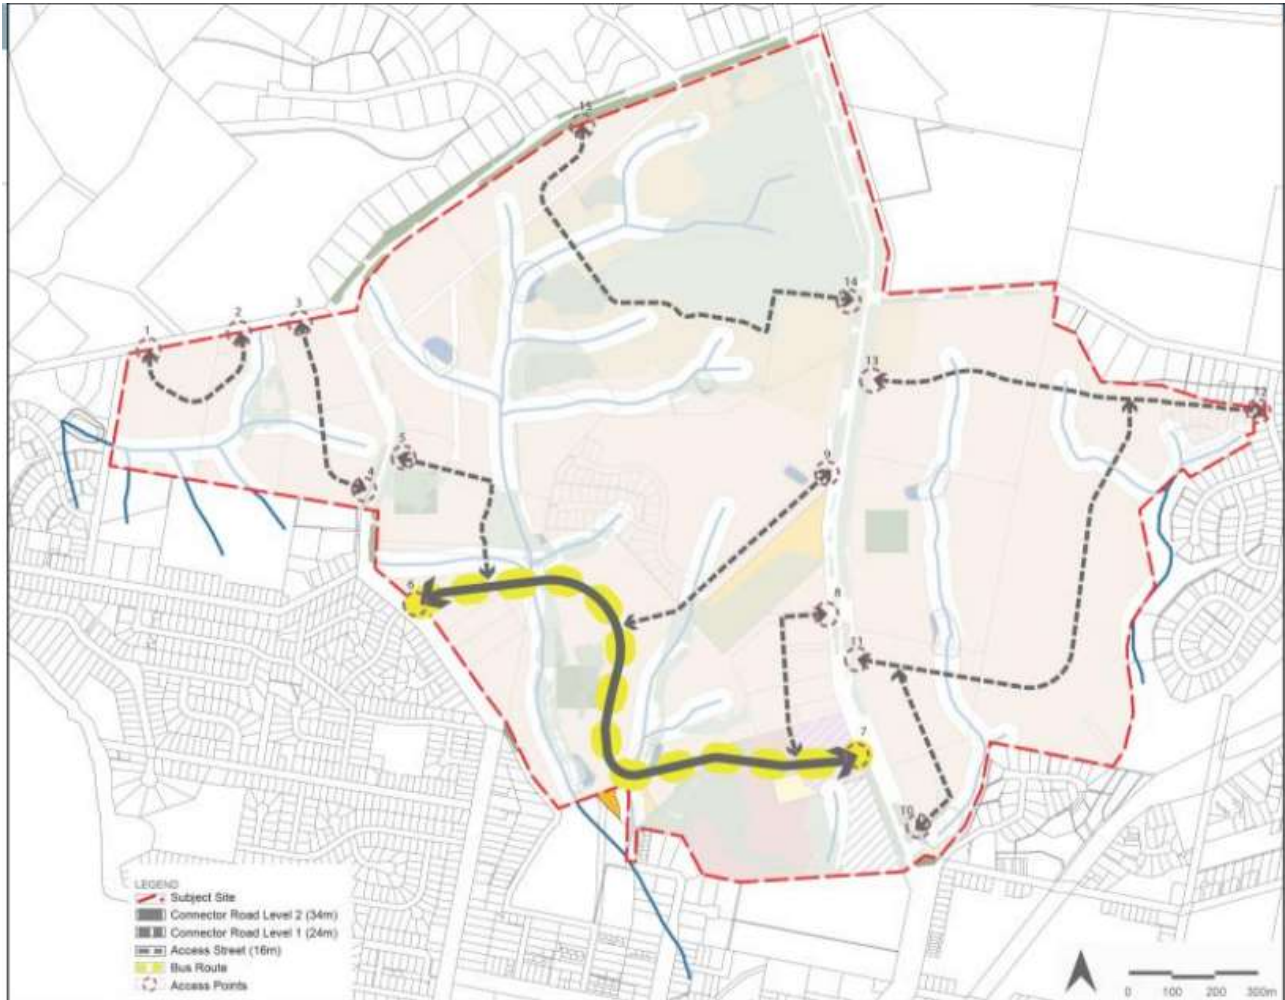 15
14
3
2
1
13
12
5
9
4
6
8
11
7
10
LEGEND
Subject Site
Connector Road Level 2 (34m)
Connector Road Level 1 (24m)
Access Street (16m)
Bus Route
Access Points
0 100 200 300m